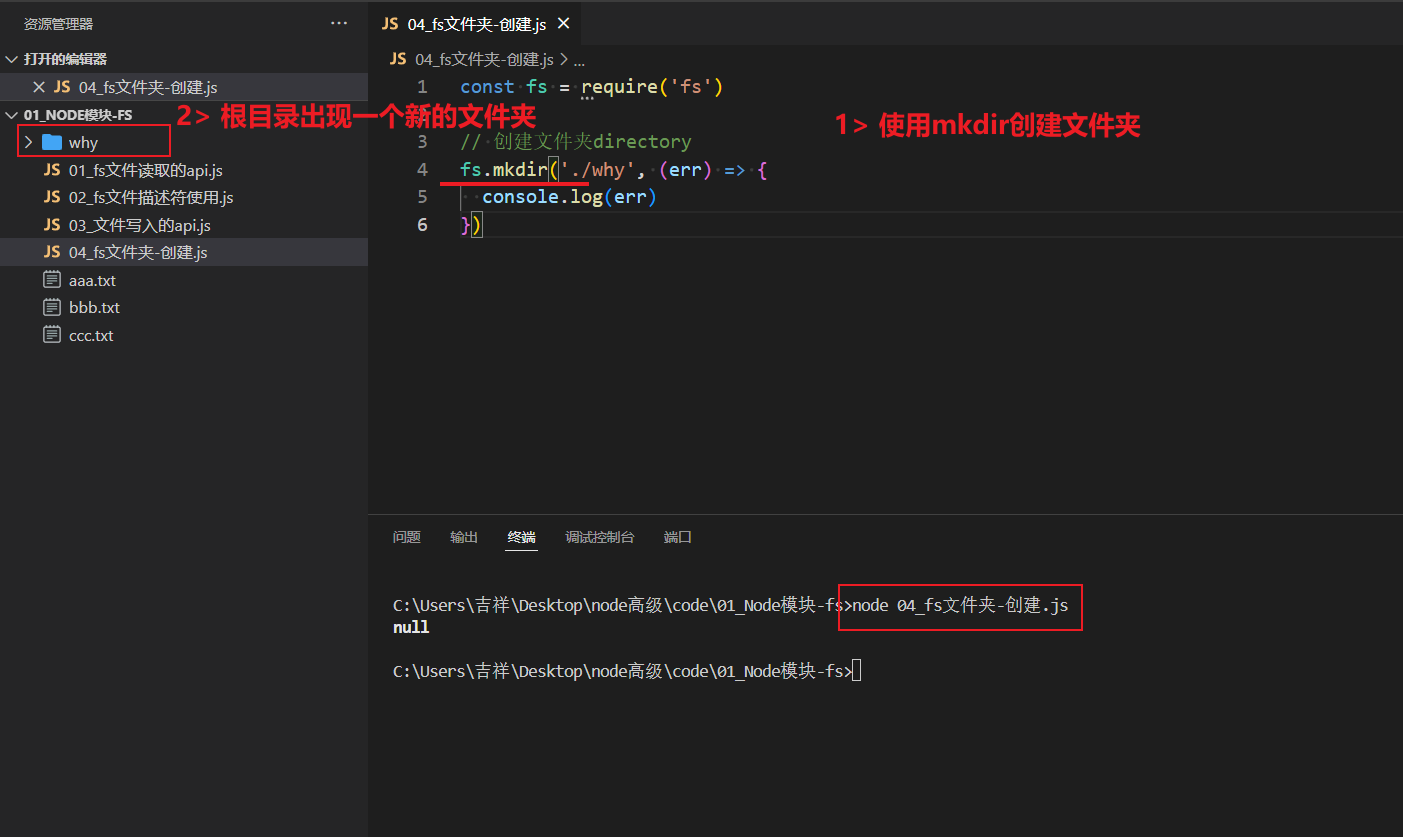 资源管理器 ...
打开的编辑器
JS 04_fs文件夹-创建.js
01_NODE模块-FS
2> 根目录出现一个新的文件夹
why
JS 01_fs文件读取的api.js
JS 02_fs文件描述符使用.js
JS 03_文件写入的api.js
JS 04_fs文件夹-创建.js
aaa.txt
bbb.txt
ccc.txt
JS 04_fs文件夹-创建.js
JS 04_fs文件夹-创建.js > ...
1 const fs = require('fs')
1> 使用mkdir创建文件夹
3 // 创建文件夹directory
4 fs.mkdir('./why', (err) => {
5 console.log(err)
6 })
问题 输出 终端 调试控制台 端口
C:\Users\吉祥\Desktop\node高级\code\01_Node模块-fs>node 04_fs文件夹-创建.js
null
C:\Users\吉祥\Desktop\node高级\code\01_Node模块-fs>